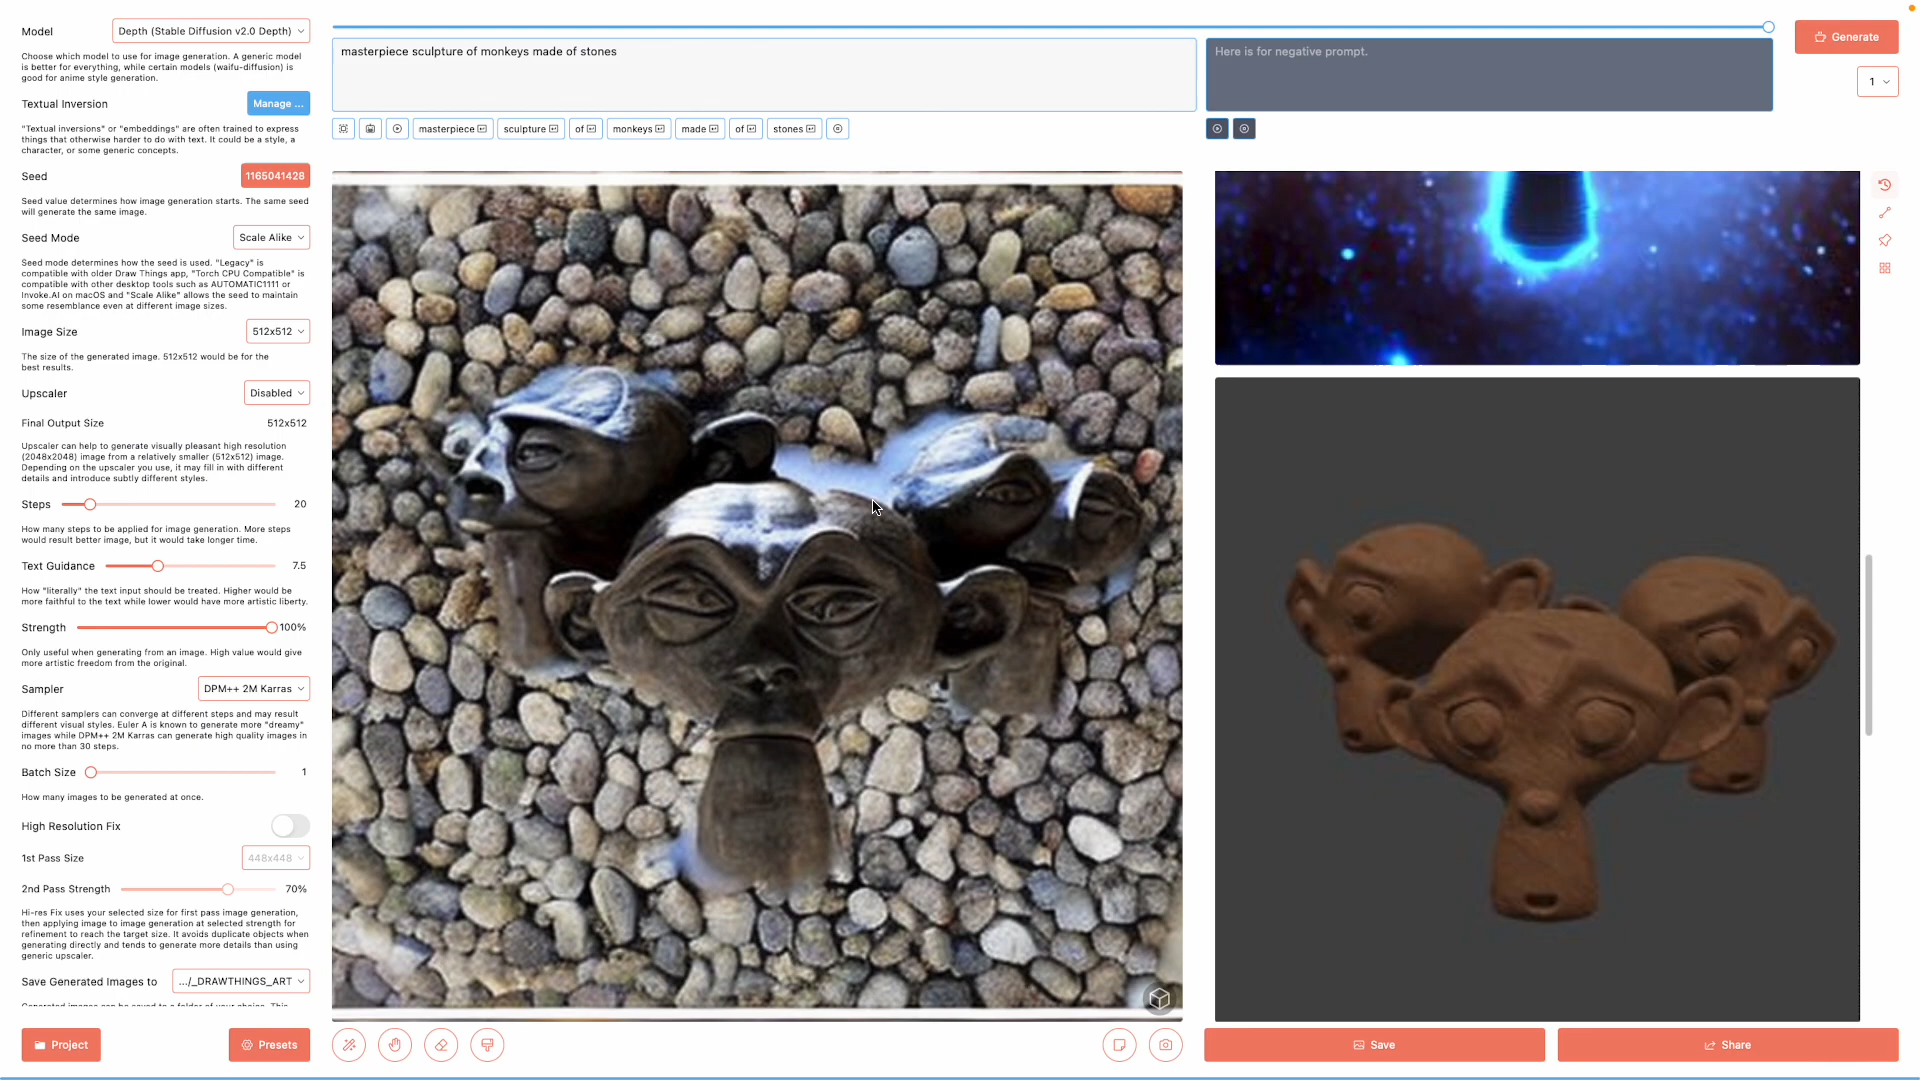 Model
Depth (Stable Diffusion v2.0 Depth)
Choose which model to use for image generation. A generic model
is better for everything, while certain models (waifu-diffusion) is
good for anime style generation.
Textual Inversion
Manage ...
"Textual inversions" or "embeddings" are often trained to express
things that otherwise harder to do with text. It could be a style, a
character, or some generic concepts.
Seed
1165041428
Seed value determines how image generation starts. The same seed
will generate the same image.
Seed Mode
Scale Alike
Seed mode determines how the seed is used. "Legacy" is
compatible with older Draw Things app, "Torch CPU Compatible" is
compatible with other desktop tools such as AUTOMATIC1111 or
Invoke.AI on macOS and "Scale Alike" allows the seed to maintain
some resemblance even at different image sizes.
Image Size
512x512
The size of the generated image. 512x512 would be for the
best results.
Upscaler
Disabled
Final Output Size
512x512
Upscaler can help to generate visually pleasant high resolution
(2048x2048) image from a relatively smaller (512x512) image.
Depending on the upscaler you use, it may fill in with different
details and introduce subtly different styles.
Steps
20
How many steps to be applied for image generation. More steps
would result better image, but it would take longer time.
Text Guidance
7.5
How "literally" the text input should be treated. Higher would be
more faithful to the text while lower would have more artistic liberty.
Strength
100%
Only useful when generating from an image. High value would give
more artistic freedom from the original.
Sampler
DPM++ 2M Karras
Different samplers can converge at different steps and may result
different visual styles. Euler A is known to generate more "dreamy"
images while DPM++ 2M Karras can generate high quality images in
no more than 30 steps.
Batch Size
1
How many images to be generated at once.
High Resolution Fix
1st Pass Size
448x448
2nd Pass Strength
70%
Hi-res Fix uses your selected size for first pass image generation,
then applying image to image generation at selected strength for
refinement to reach the target size. It avoids duplicate objects when
generating directly and tends to generate more details than using
generic upscaler.
Save Generated Images to
.../_DRAWTHINGS_ART
Generated images can be saved to a folder of your choice. This
Project
Presets
masterpiece sculpture of monkeys made of stones
masterpiece
sculpture
of
monkeys
made
of
stones
Here is for negative prompt.
Generate
1
Save
Share